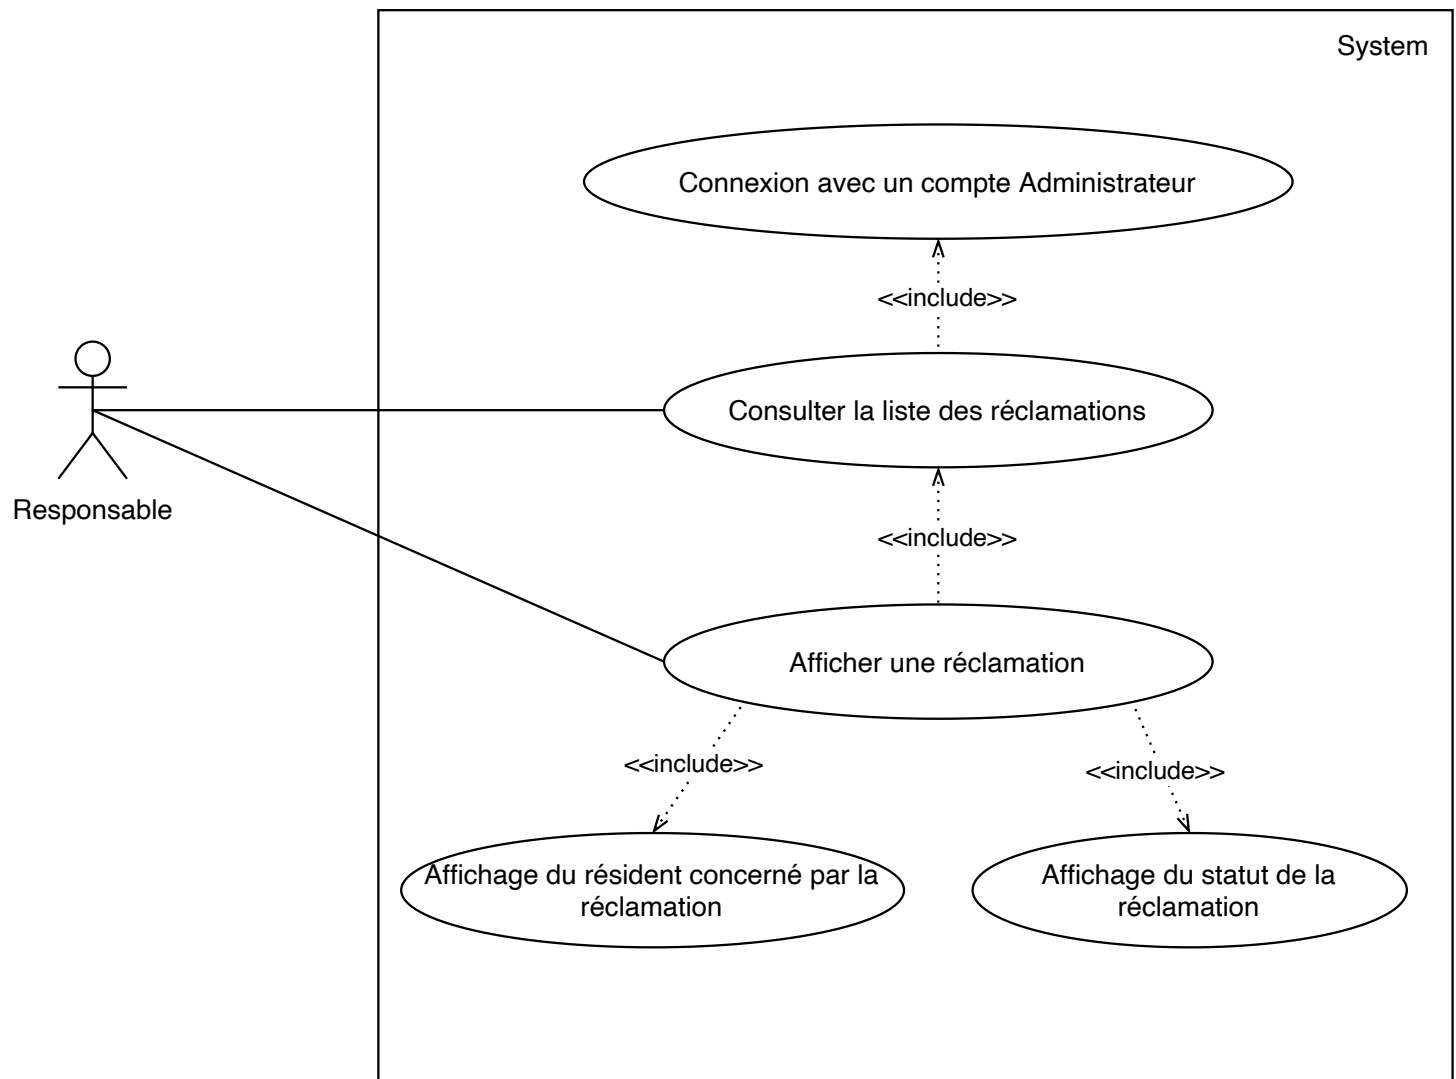 System
Connexion avec un compte Administrateur
<<include>>
Consulter la liste des réclamations
Responsable
<<include>>
Afficher une réclamation
<<include>>
<<include>>
Affichage du résident concerné par la
réclamation
Affichage du statut de la
réclamation